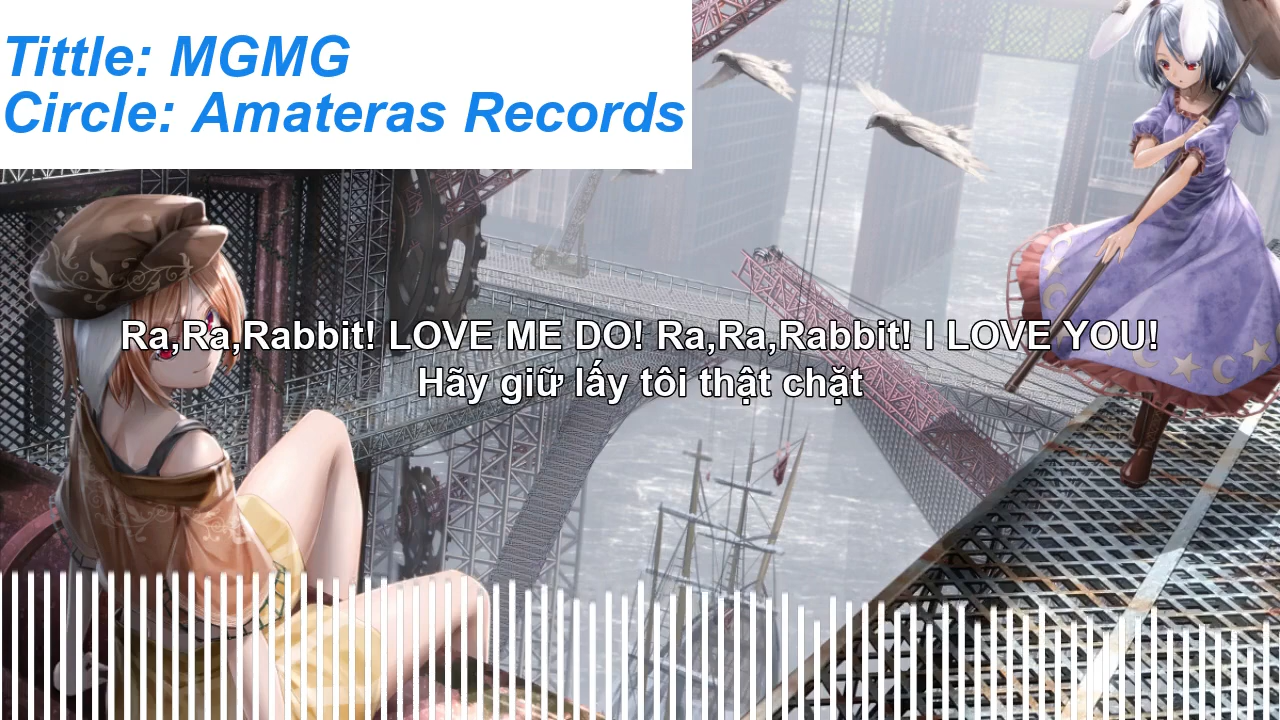 Tittle: MGMG
Circle: Amateras Records
Ra,Ra,Rabbit! LOVE ME DO! Ra,Ra,Rabbit! I LOVE YOU!
Hãy giữ lấy tôi thật chặt